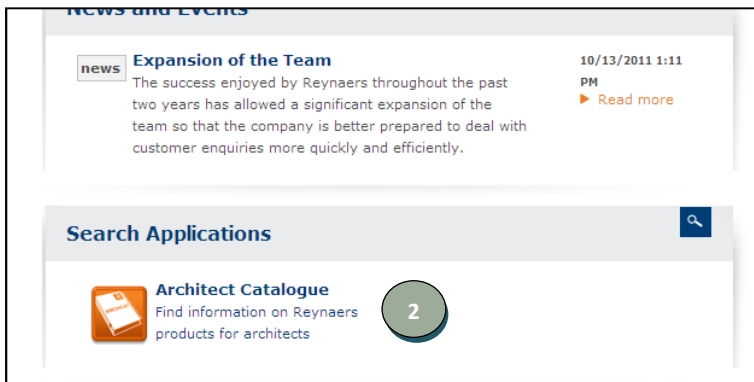 News and Events
news
Expansion of the Team
The success enjoyed by Reynaers throughout the past
two years has allowed a significant expansion of the
team so that the company is better prepared to deal with
customer enquiries more quickly and efficiently.
10/13/2011 1:11
PM
Read more
Search Applications
ARCHICAT
Architect Catalogue
Find information on Reynaers
products for architects
2